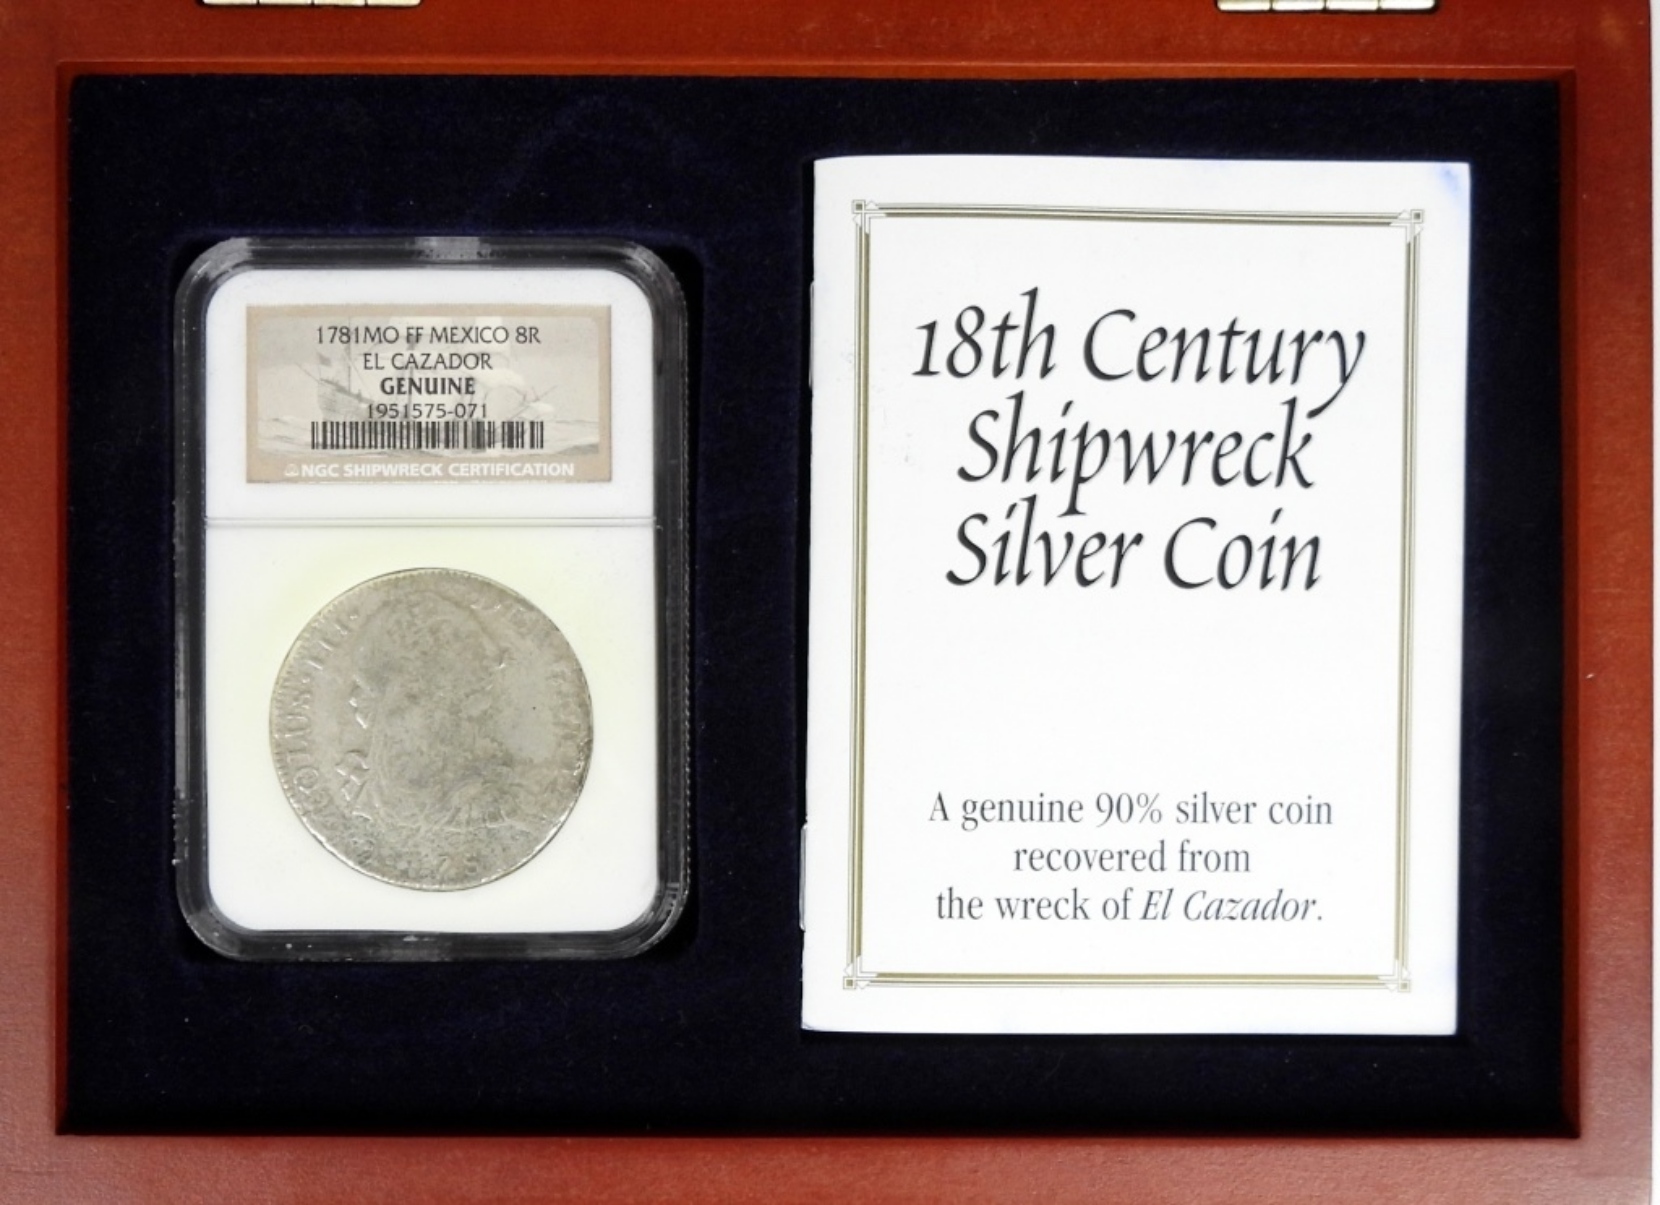 1781MO FF MEXICO 8R
EL CAZADOR
GENUINE
1951575-071
NGC SHIPWRECK CERTIFICATION
18th Century
Shipwreck
Silver Coin
A genuine 90% silver coin
recovered from
the wreck of El Cazador.